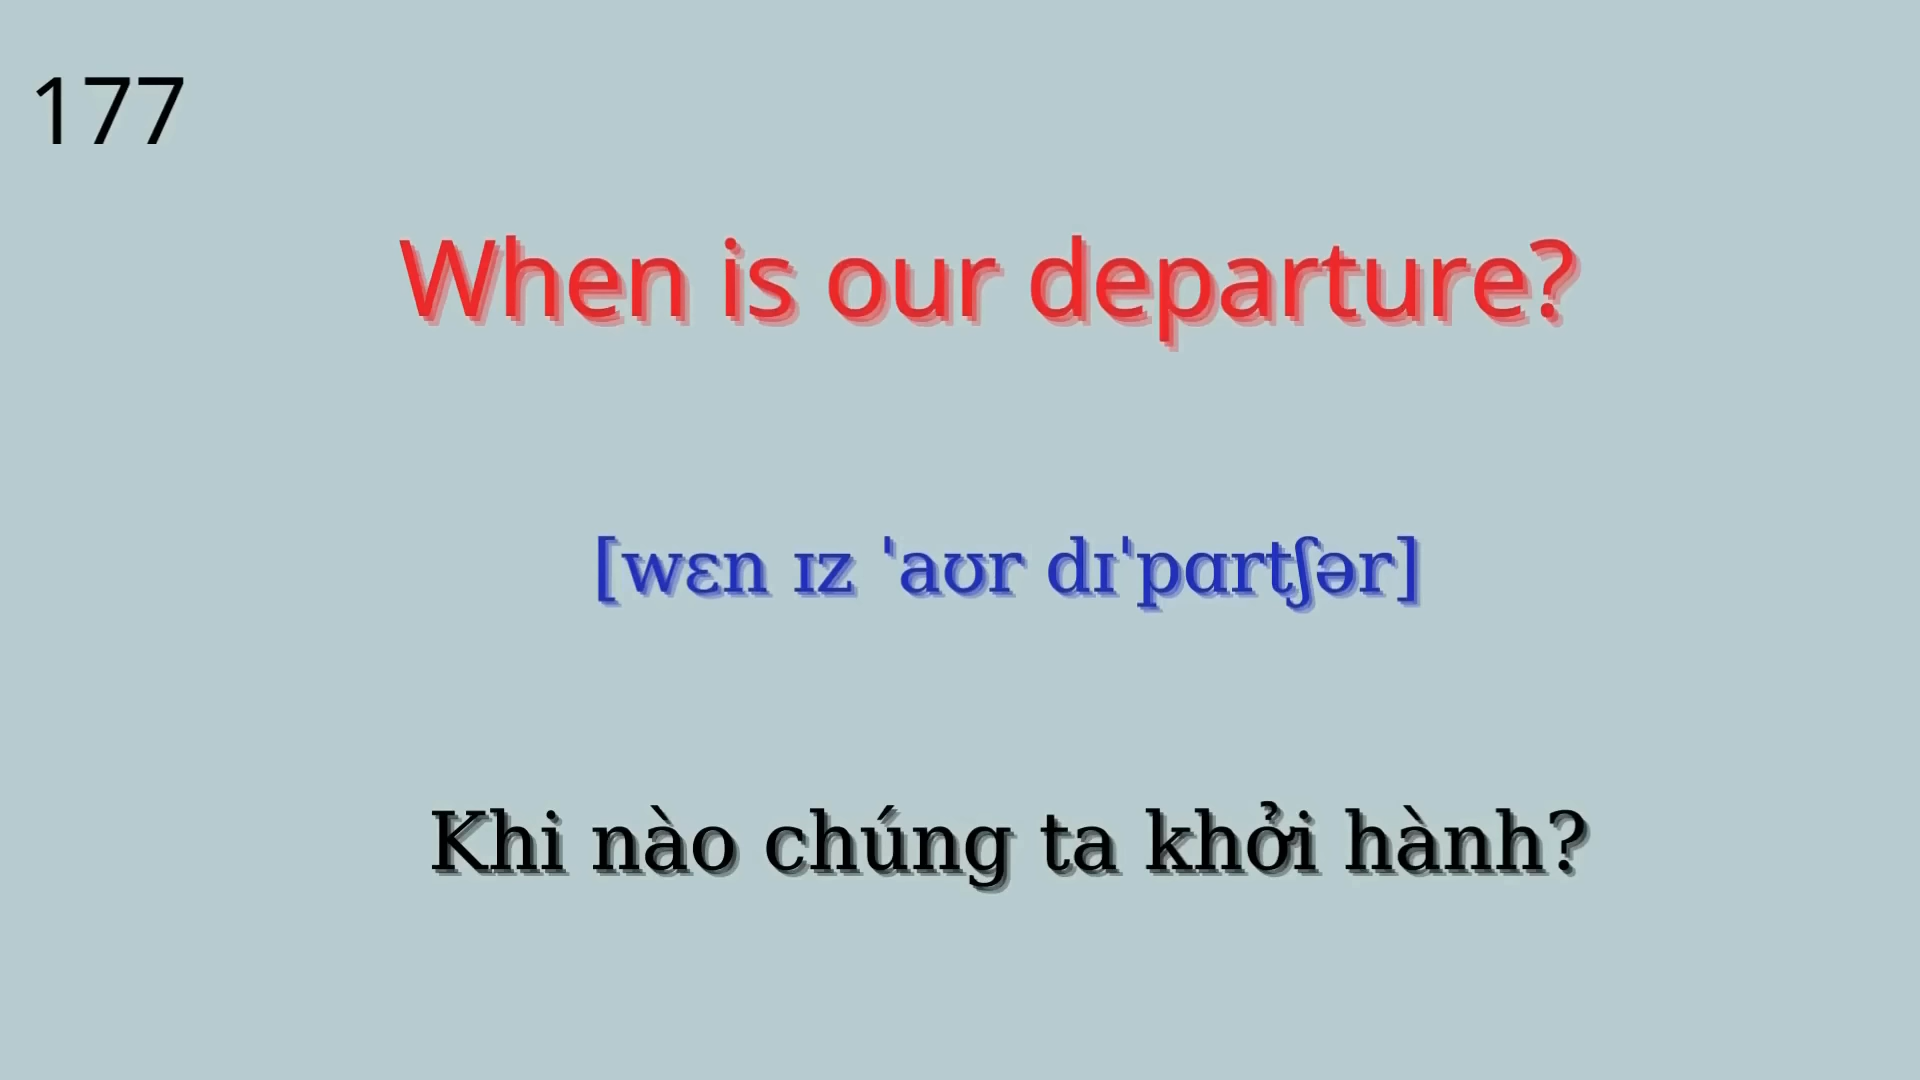 177
When is our departure?
[wɛn ɪz ˈaʊr dɪˈpɑrtʃər]
Khi nào chúng ta khởi hành?